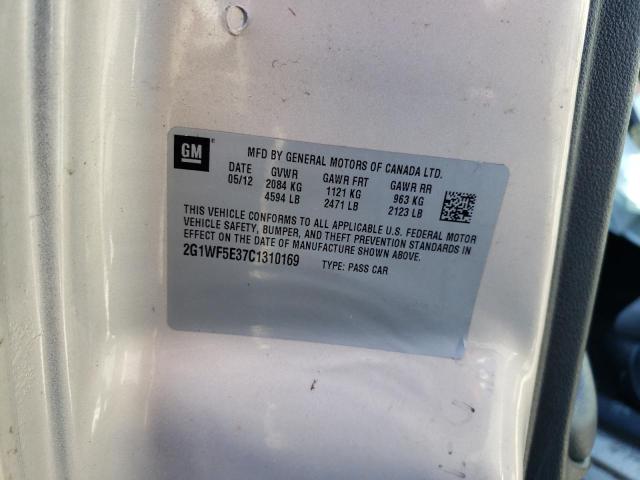 GM
MFD BY GENERAL MOTORS OF CANADA LTD.
DATE GVWR GAWR FRT GAWR RR
05/12 2084 KG 1121 KG 963 KG
4594 LB 2471 LB 2123 LB
THIS VEHICLE CONFORMS TO ALL APPLICABLE U.S. FEDERAL MOTOR
VEHICLE SAFETY, BUMPER, AND THEFT PREVENTION STANDARDS IN
EFFECT ON THE DATE OF MANUFACTURE SHOWN ABOVE.
2G1WF5E37C1310169 TYPE: PASS CAR